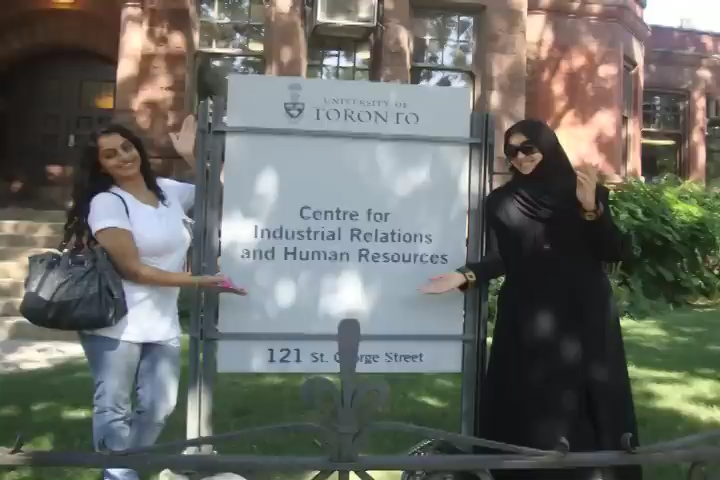 UNIVERSITY OF
TORONTO
Centre for
Industrial Relations
and Human Resources
121 St. George Street